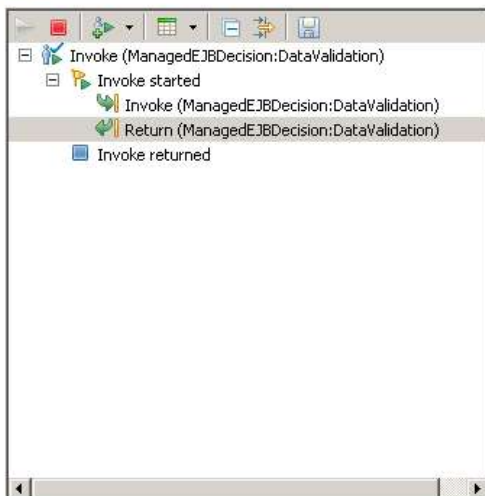 Invoke (ManagedEJBDecision:DataValidation)
Invoke started
Invoke (ManagedEJBDecision:DataValidation)
Return (ManagedEJBDecision:DataValidation)
Invoke returned